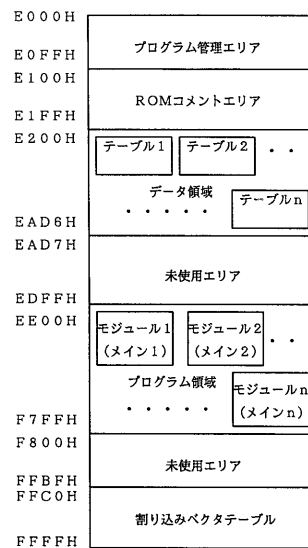 E000H
プログラム管理エリア
E0FFH
E100H
ROMコメントエリア
E1FFH
E200H
テーブル1 テーブル2 ・・
データ領域
・・・・・ テーブルn
EAD6H
EAD7H
未使用エリア
EDFFH
EE00H
モジュール1 モジュール2
(メイン1) (メイン2) ・・
プログラム領域
・・・・・ モジュールn
(メインn)
F7FFH
F800H
未使用エリア
FFBFH
FFC0H
割り込みベクタテーブル
FFFFH